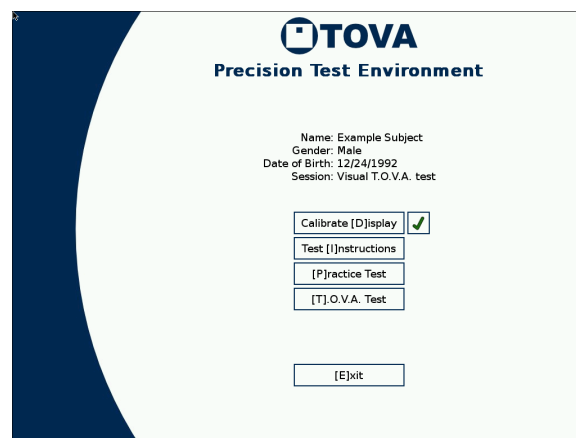 TOVA
Precision Test Environment
Name: Example Subject
Gender: Male
Date of Birth: 12/24/1992
Session: Visual T.O.V.A. test
Calibrate [D]isplay
Test [I]nstructions
[P]ractice Test
[T].O.V.A. Test
[E]xit